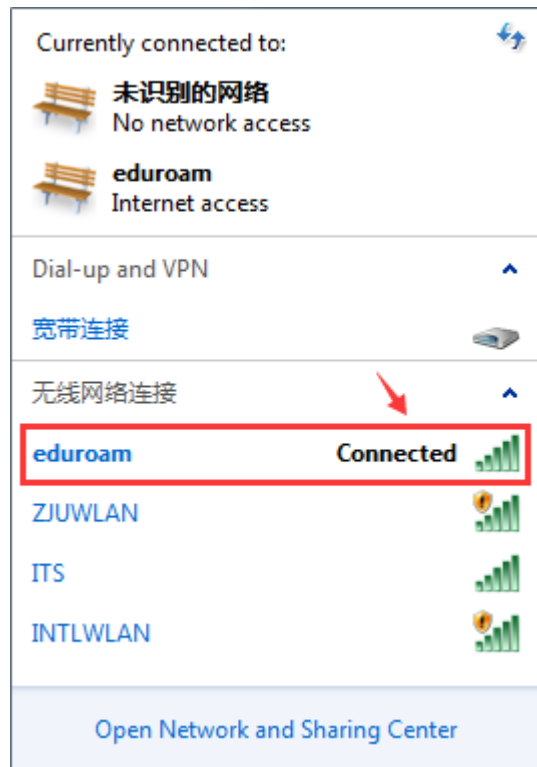 Currently connected to:
未识别的网络
No network access
eduroam
Internet access
Dial-up and VPN
宽带连接
无线网络连接
eduroam Connected
ZJUWLAN
ITS
INTLWLAN
Open Network and Sharing Center